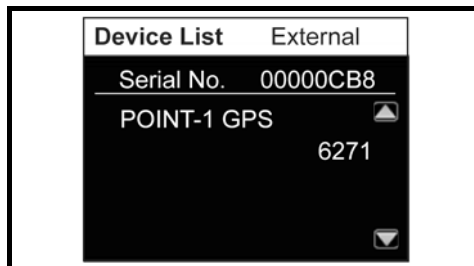 Device List External
Serial No. 00000CB8
POINT-1 GPS
6271